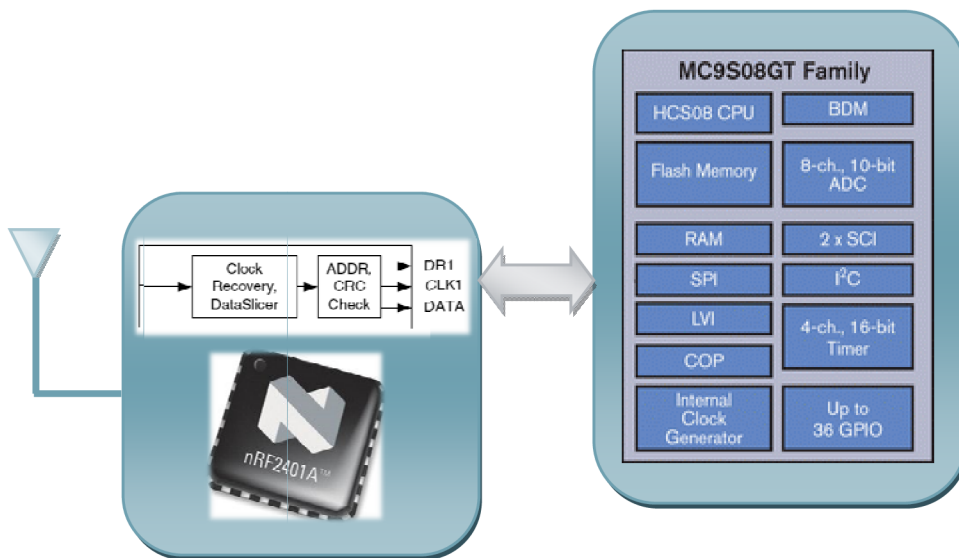 Clock
Recovery,
DataSlicer
ADDR,
CRC
Check
DR1
CLK1
DATA
nRF2401A™
MC9S08GT Family
HCS08 CPU
BDM
Flash Memory
8-ch., 10-bit
ADC
RAM
2 x SCI
SPI
I²C
LVI
4-ch., 16-bit
Timer
COP
Internal
Clock
Generator
Up to
36 GPIO